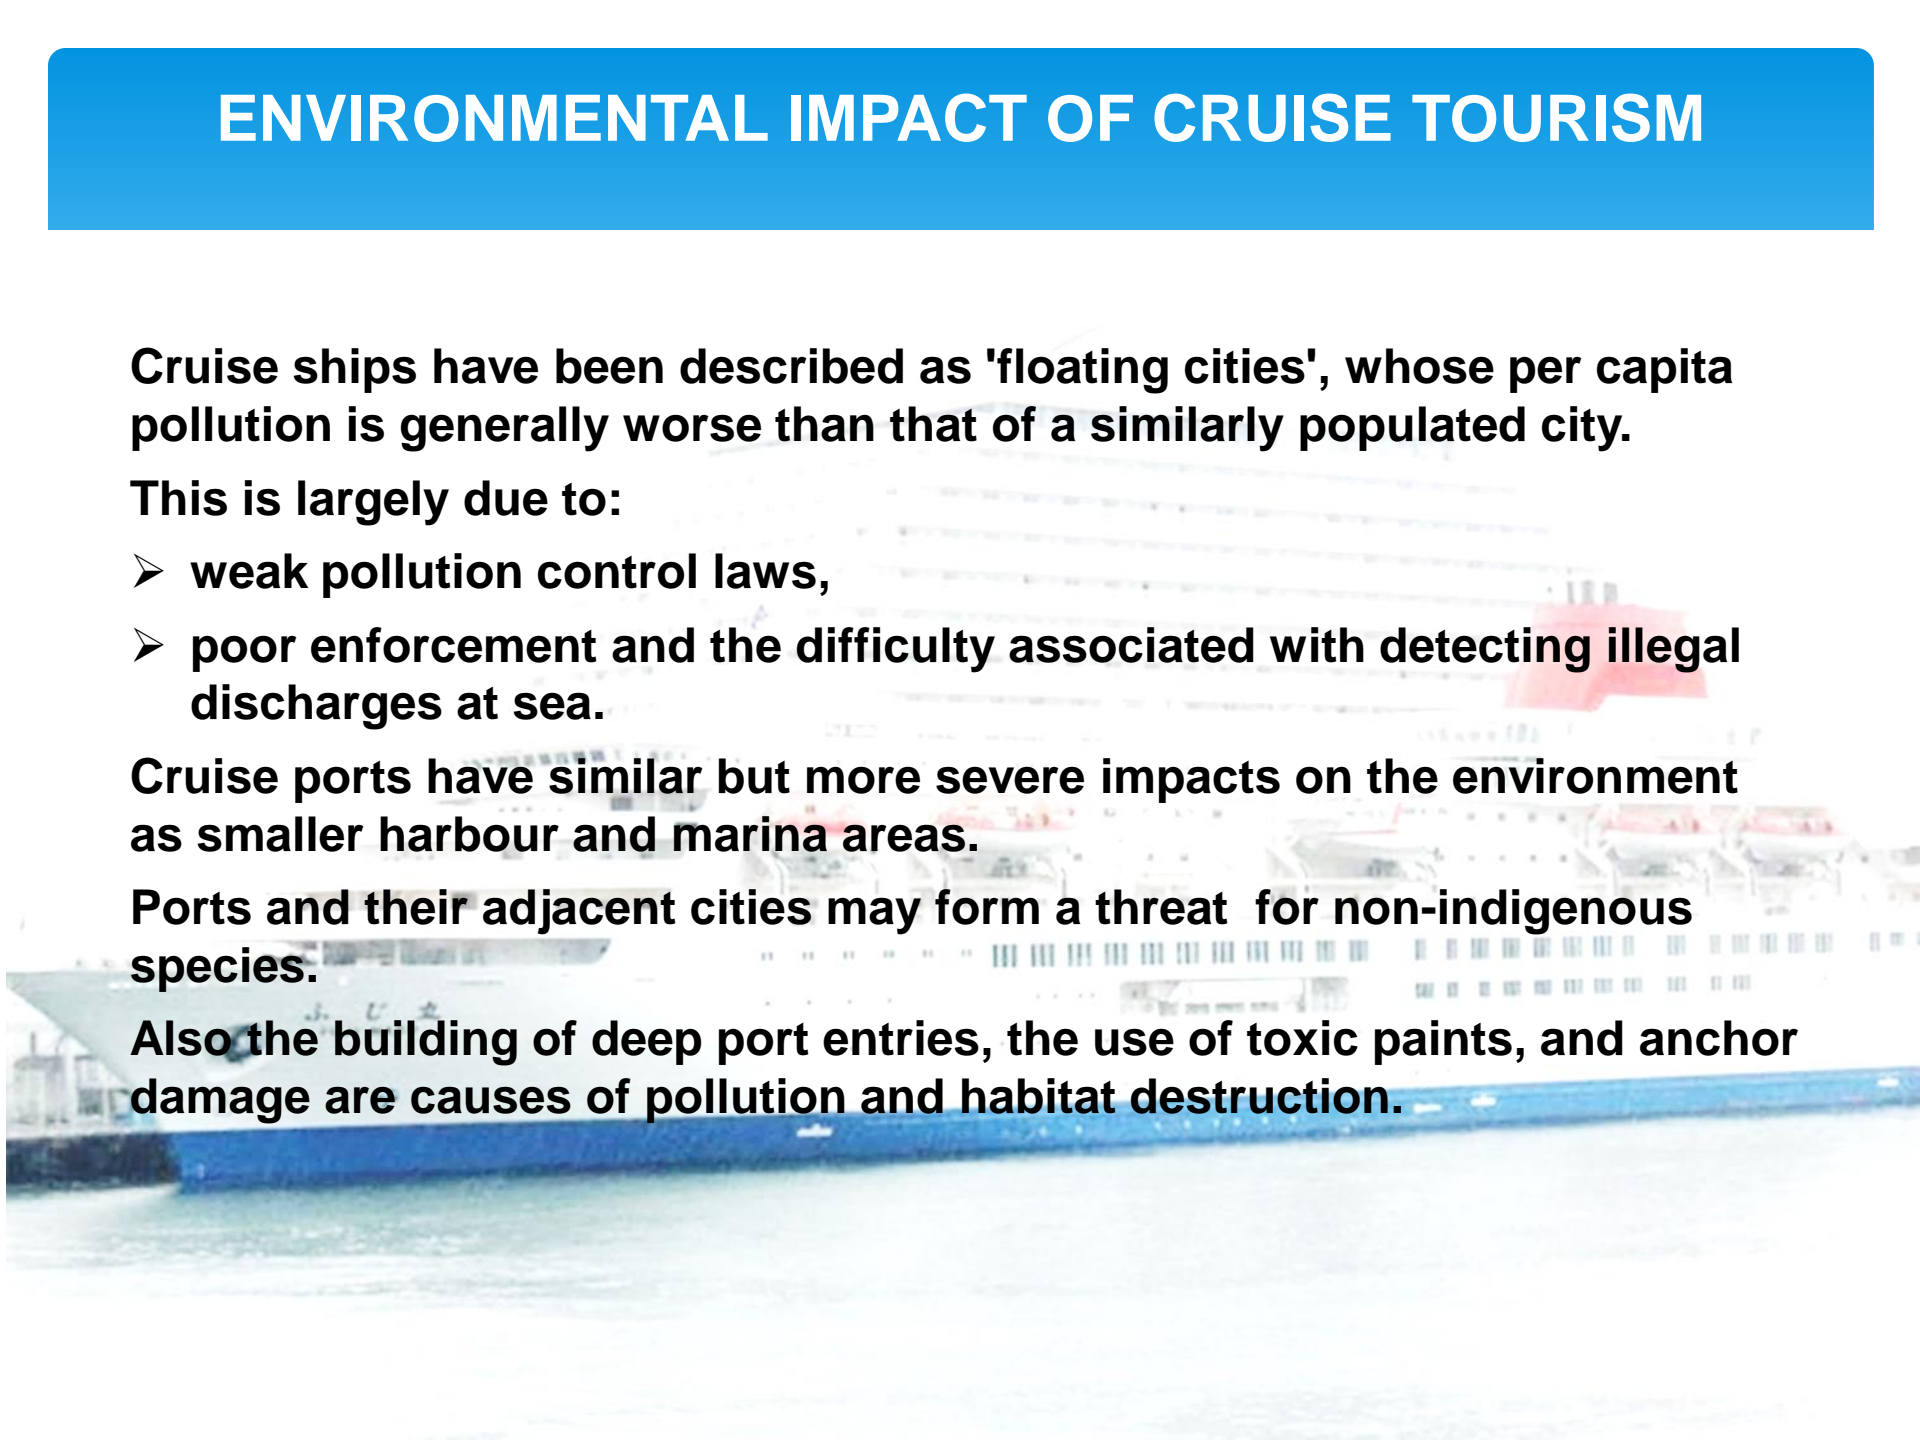 ENVIRONMENTAL IMPACT OF CRUISE TOURISM
Cruise ships have been described as 'floating cities', whose per capita
pollution is generally worse than that of a similarly populated city.
This is largely due to:
➢ weak pollution control laws,
➢ poor enforcement and the difficulty associated with detecting illegal
discharges at sea.
Cruise ports have similar but more severe impacts on the environment
as smaller harbour and marina areas.
Ports and their adjacent cities may form a threat  for non-indigenous
species.
ふ じ
Also the building of deep port entries, the use of toxic paints, and anchor
damage are causes of pollution and habitat destruction.